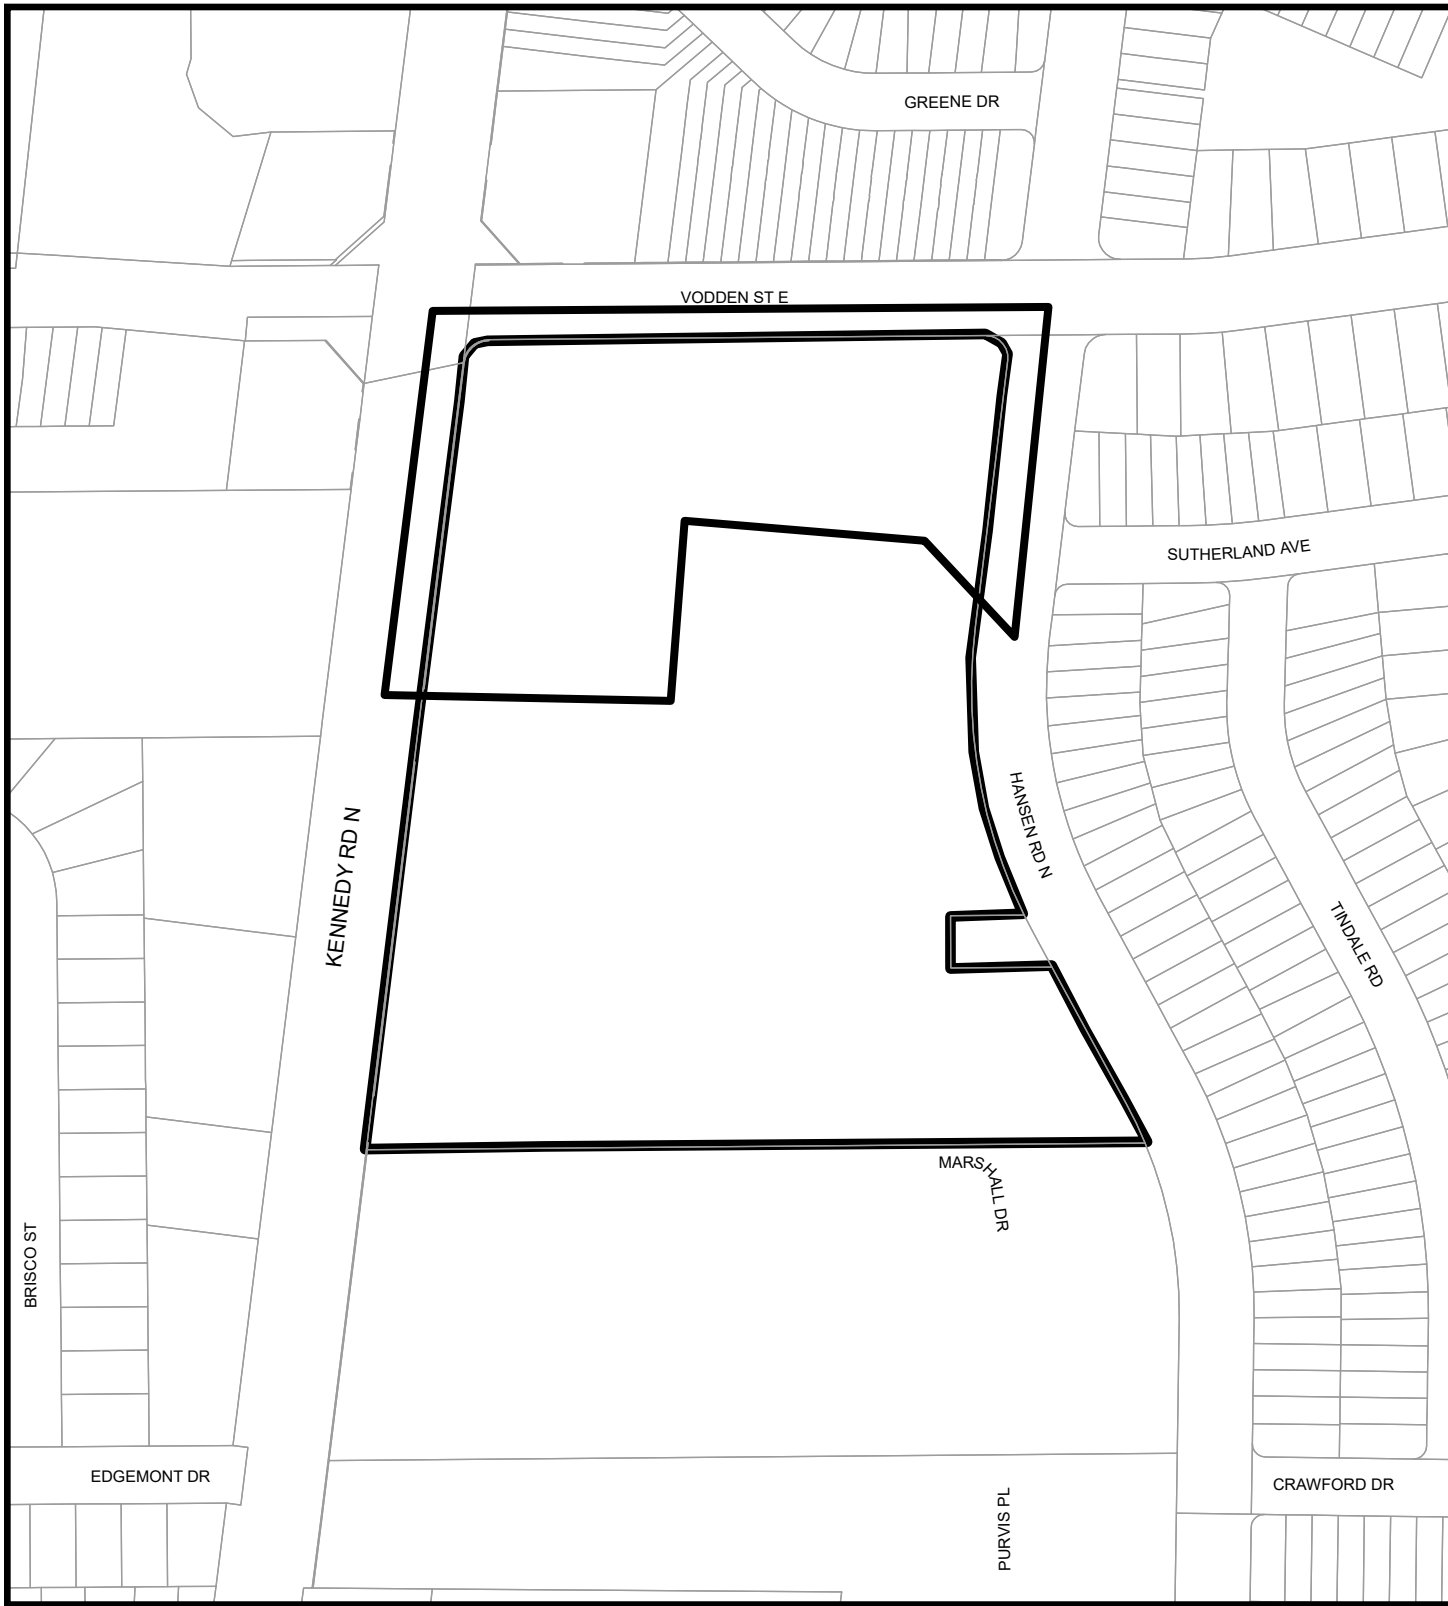 GREENE DR
VODDEN ST E
SUTHERLAND AVE
HANSEN RD N
KENNEDY RD N
TINDALE RD
MARSHALL DR
BRISCO ST
EDGEMONT DR
CRAWFORD DR
PURVIS PL